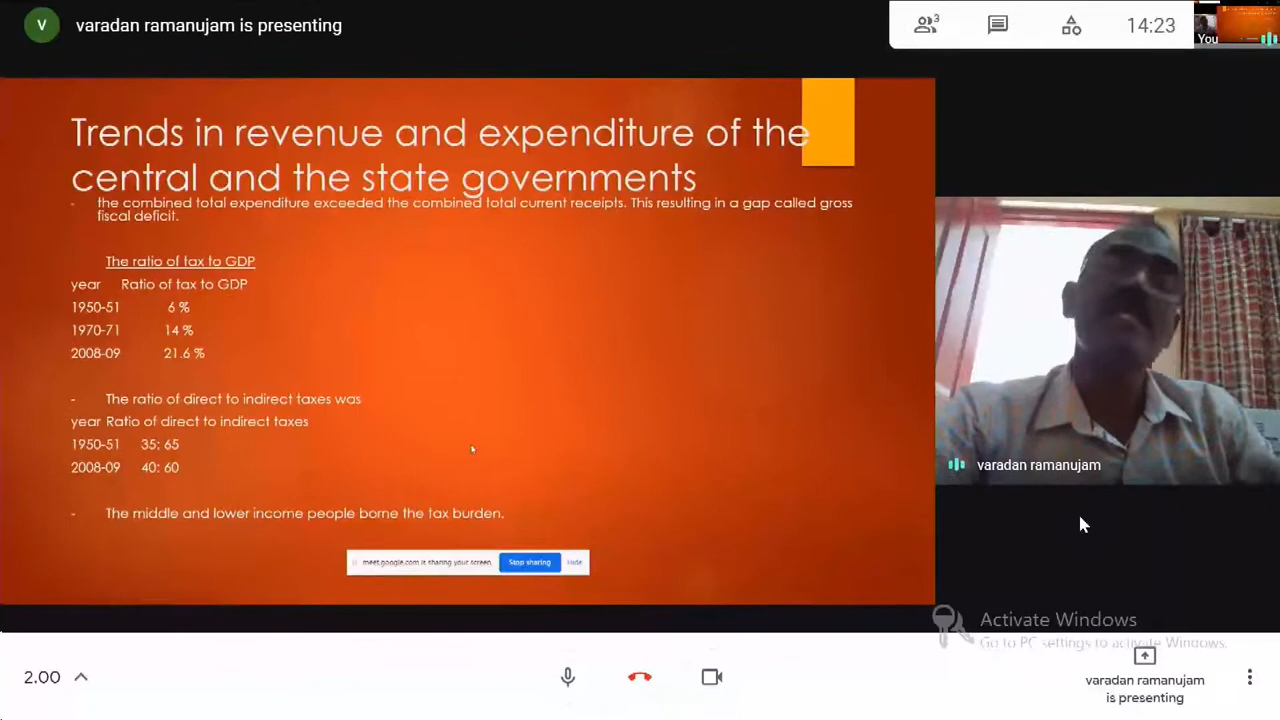 V varadan ramanujam is presenting
3
14:23
You
Trends in revenue and expenditure of the
central and the state governments
- the combined total expenditure exceeded the combined total current receipts. This resulting in a gap called gross
fiscal deficit.
The ratio of tax to GDP
year Ratio of tax to GDP
1950-51 6 %
1970-71 14 %
2008-09 21.6 %
- The ratio of direct to indirect taxes was
year Ratio of direct to indirect taxes
1950-51 35: 65
2008-09 40: 60
- The middle and lower income people borne the tax burden.
meet.google.com is sharing your screen. Stop sharing Hide
varadan ramanujam
Activate Windows
Go to PC settings to activate Windows.
2.00
varadan ramanujam
is presenting